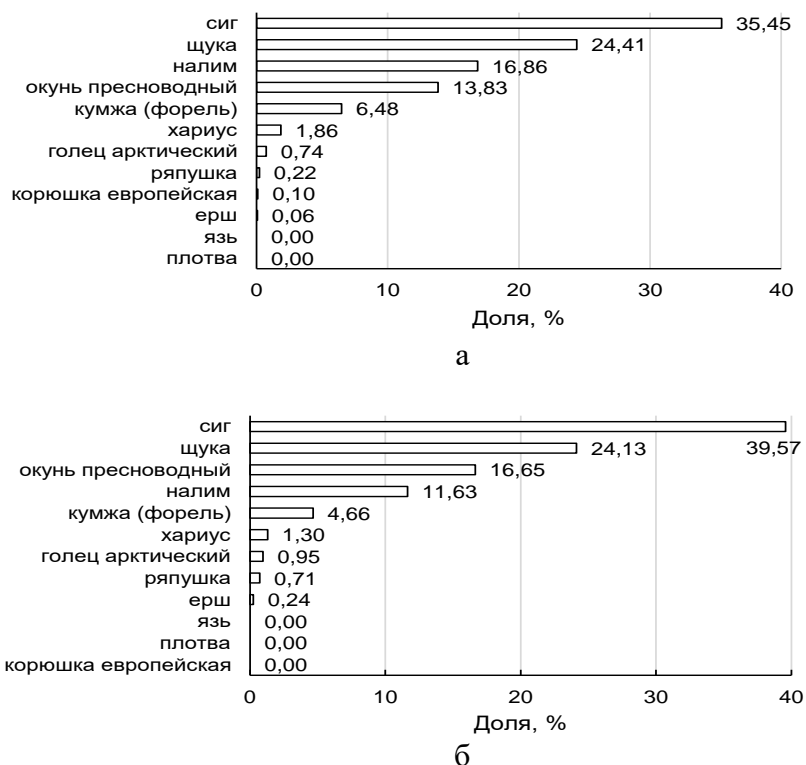 сиг 35,45
щука 24,41
налим 16,86
окунь пресноводный 13,83
кумжа (форель) 6,48
хариус 1,86
голец арктический 0,74
ряпушка 0,22
корюшка европейская 0,10
ерш 0,06
язь 0,00
плотва 0,00
0 10 20 30 40
Доля, %
а
сиг
щука 24,13 39,57
окунь пресноводный 16,65
налим 11,63
кумжа (форель) 4,66
хариус 1,30
голец арктический 0,95
ряпушка 0,71
ерш 0,24
язь 0,00
плотва 0,00
корюшка европейская 0,00
0 10 20 30 40
Доля, %
б